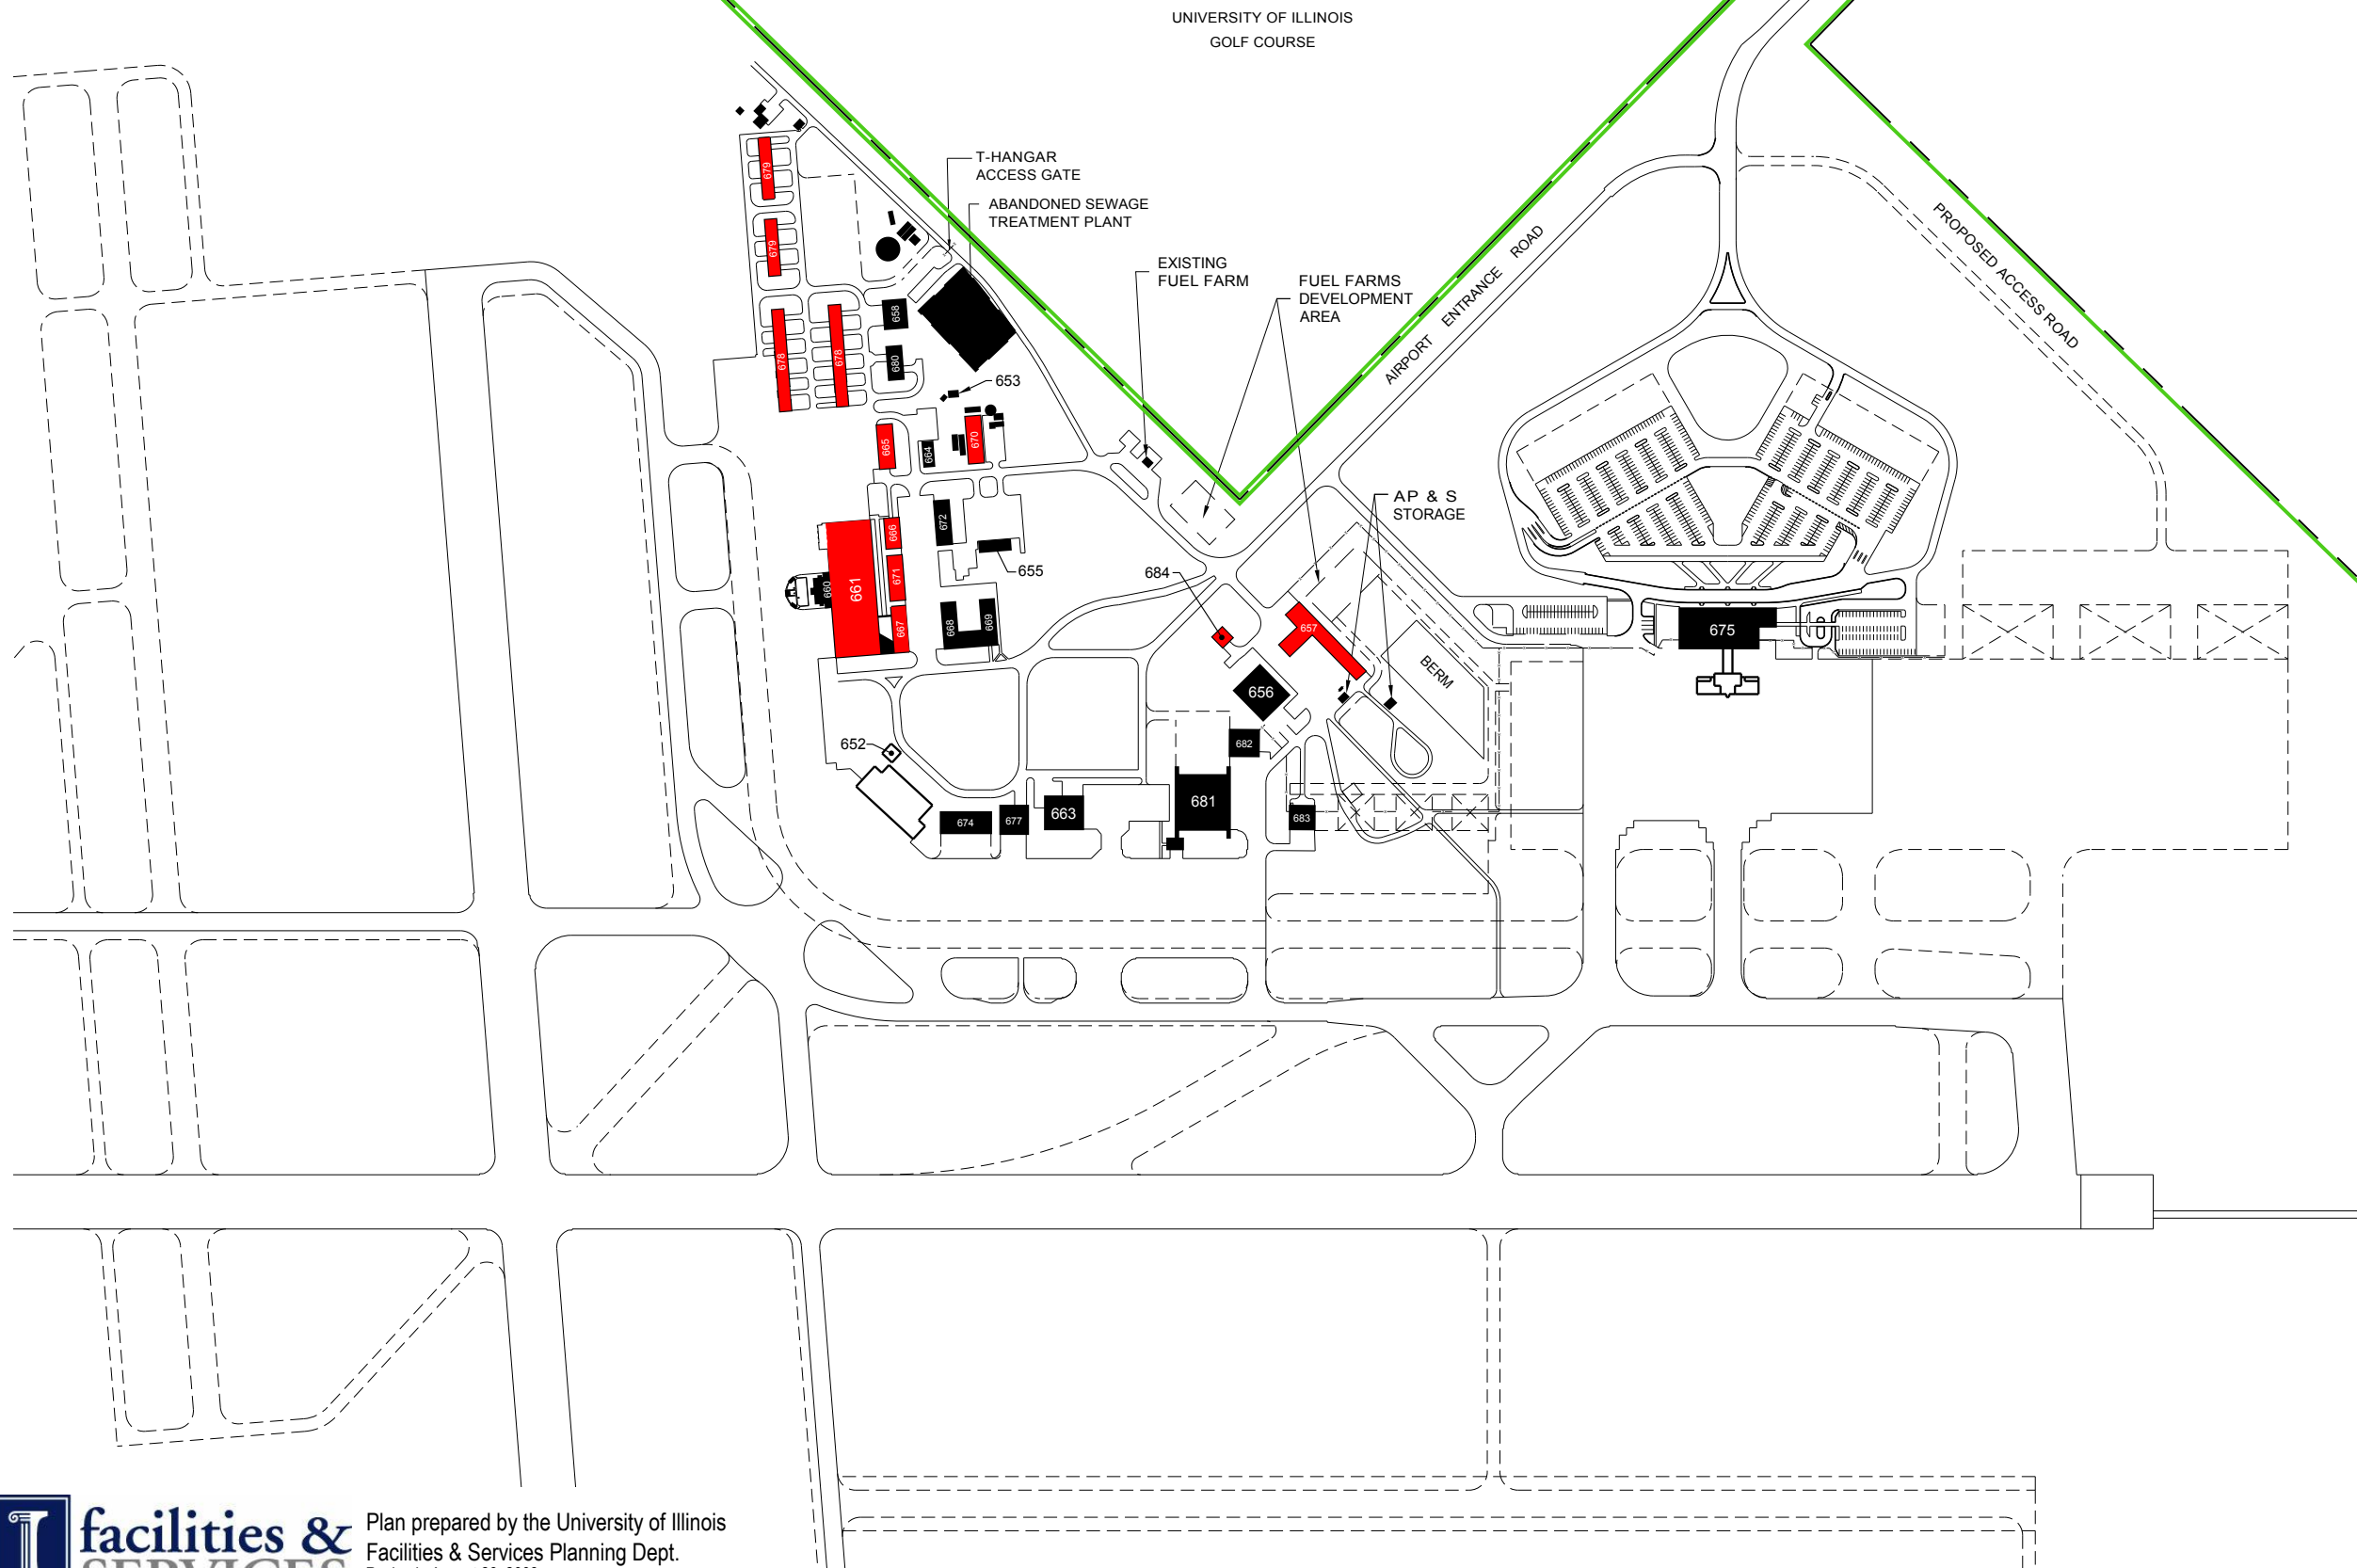 UNIVERSITY OF ILLINOIS
GOLF COURSE
T-HANGAR
ACCESS GATE
ABANDONED SEWAGE
TREATMENT PLANT
EXISTING
FUEL FARM
FUEL FARMS
DEVELOPMENT
AREA
AIRPORT ENTRANCE ROAD
PROPOSED ACCESS ROAD
679
679
678
678
658
680
653
665
664
670
AP & S
STORAGE
672
666
655
671
660
661
684
667
668
669
657
675
BERM
656
652
682
681
663
674
677
683
facilities &
SERVICES
Plan prepared by the University of Illinois
Facilities & Services Planning Dept.